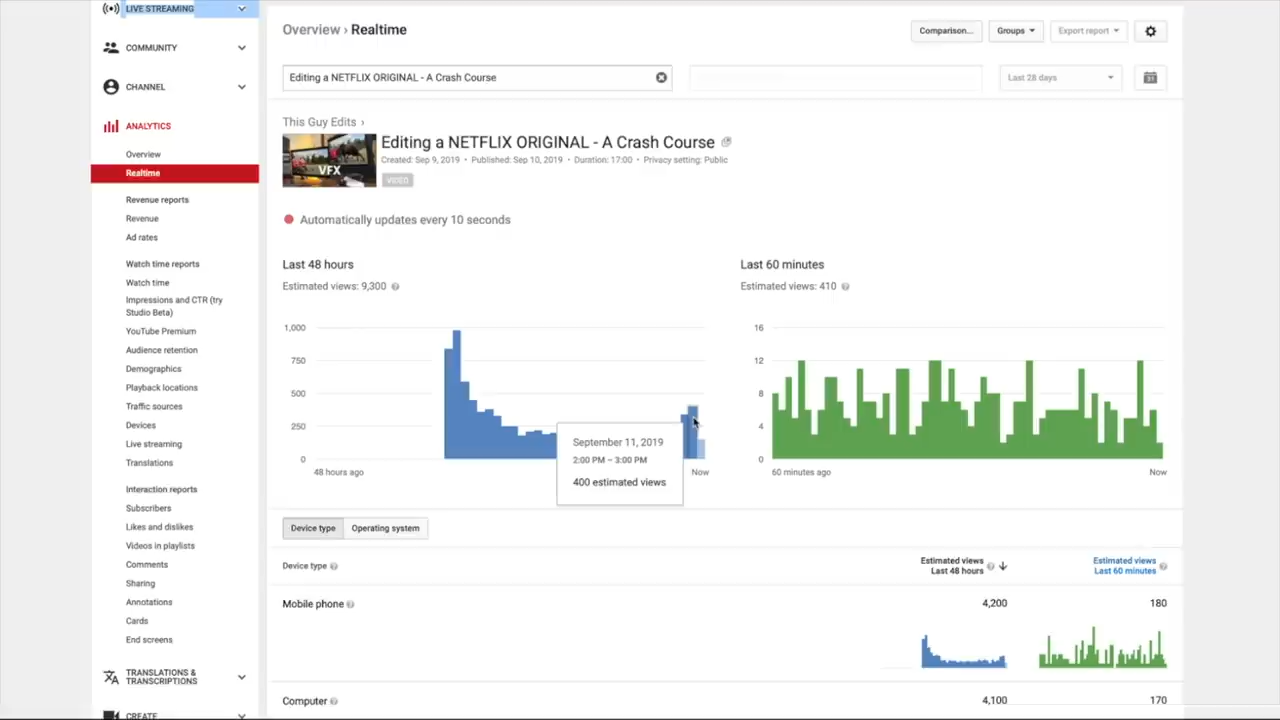 LIVE STREAMING
COMMUNITY
CHANNEL
ANALYTICS
Overview
Realtime
Revenue reports
Revenue
Ad rates
Watch time reports
Watch time
Impressions and CTR (try
Studio Beta)
YouTube Premium
Audience retention
Demographics
Playback locations
Traffic sources
Devices
Live streaming
Translations
Interaction reports
Subscribers
Likes and dislikes
Videos in playlists
Comments
Sharing
Annotations
Cards
End screens
TRANSLATIONS &
TRANSCRIPTIONS
CREATE
Overview › Realtime
Comparison...
Groups
Export report
Editing a NETFLIX ORIGINAL - A Crash Course
Last 28 days
31
This Guy Edits ›
VFX
Editing a NETFLIX ORIGINAL - A Crash Course
Created: Sep 9, 2019 • Published: Sep 10, 2019 • Duration: 17:00 • Privacy setting: Public
VIDEO
Automatically updates every 10 seconds
Last 48 hours
Estimated views: 9,300
1,000
750
500
250
0
48 hours ago
Now
September 11, 2019
2:00 PM – 3:00 PM
400 estimated views
Last 60 minutes
Estimated views: 410
16
12
8
4
0
60 minutes ago
Now
Device type
Operating system
Device type
Estimated views
Last 48 hours
Estimated views
Last 60 minutes
Mobile phone
4,200
180
Computer
4,100
170